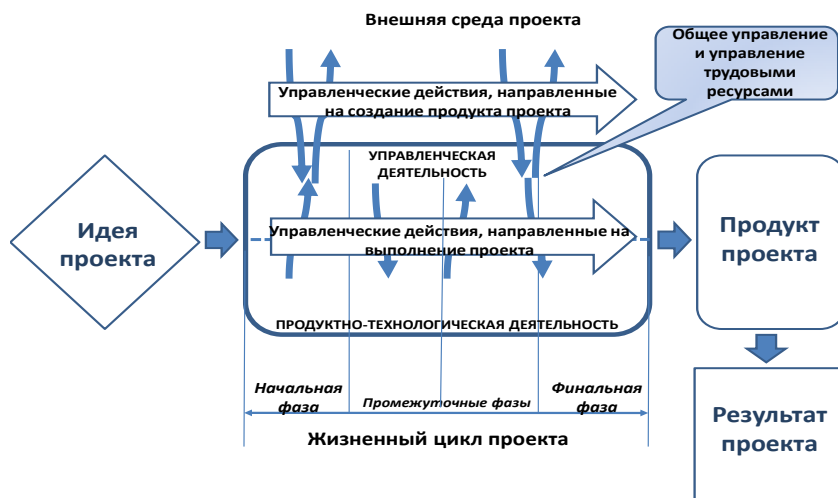 Внешняя среда проекта
Общее управление
и управление
трудовыми
ресурсами
Управленческие действия, направленные
на создание продукта проекта
УПРАВЛЕНЧЕСКАЯ
ДЕЯТЕЛЬНОСТЬ
Идея
проекта
Управленческие действия, направленные на
выполнение проекта
Продукт
проекта
ПРОДУКТНО-ТЕХНОЛОГИЧЕСКАЯ ДЕЯТЕЛЬНОСТЬ
Начальная
фаза
Промежуточные фазы
Финальная
фаза
Жизненный цикл проекта
Результат
проекта